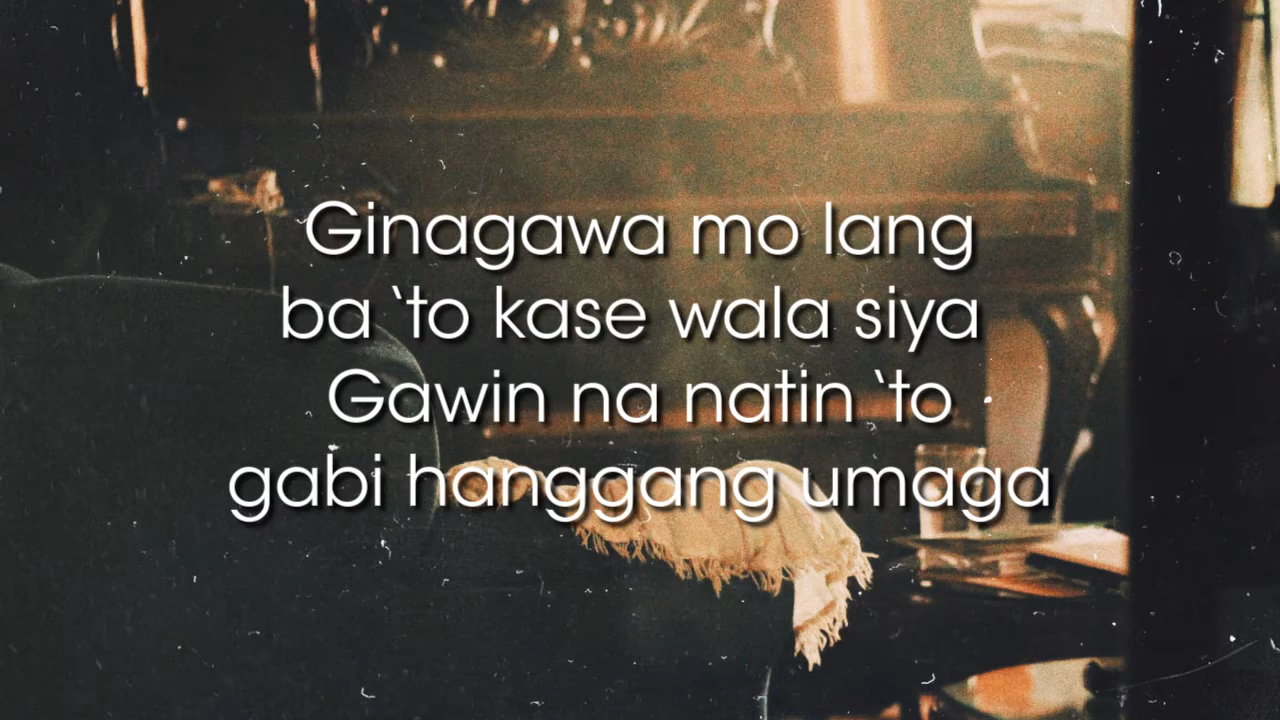 Ginagawa mo lang
ba ‘to kase wala siya
Gawin na natin ‘to
gabi hanggang umaga